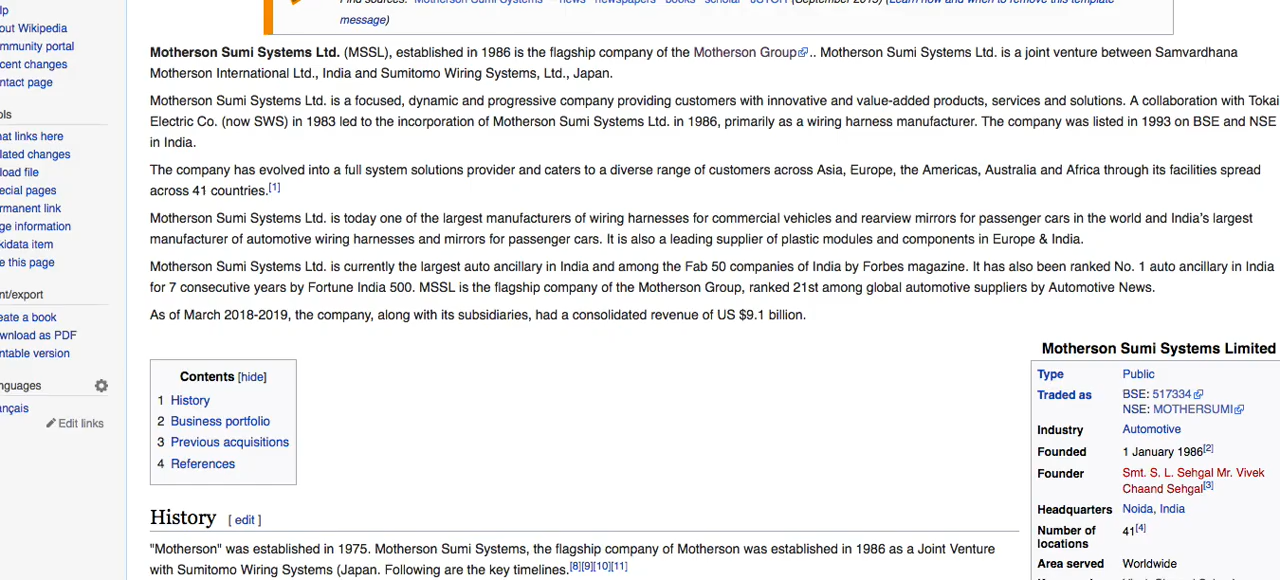 message)
Motherson Sumi Systems Ltd. (MSSL), established in 1986 is the flagship company of the Motherson Group.. Motherson Sumi Systems Ltd. is a joint venture between Samvardhana
Motherson International Ltd., India and Sumitomo Wiring Systems, Ltd., Japan.
Motherson Sumi Systems Ltd. is a focused, dynamic and progressive company providing customers with innovative and value-added products, services and solutions. A collaboration with Tokai
Electric Co. (now SWS) in 1983 led to the incorporation of Motherson Sumi Systems Ltd. in 1986, primarily as a wiring harness manufacturer. The company was listed in 1993 on BSE and NSE
in India.
The company has evolved into a full system solutions provider and caters to a diverse range of customers across Asia, Europe, the Americas, Australia and Africa through its facilities spread
across 41 countries.[1]
Motherson Sumi Systems Ltd. is today one of the largest manufacturers of wiring harnesses for commercial vehicles and rearview mirrors for passenger cars in the world and India's largest
manufacturer of automotive wiring harnesses and mirrors for passenger cars. It is also a leading supplier of plastic modules and components in Europe & India.
Motherson Sumi Systems Ltd. is currently the largest auto ancillary in India and among the Fab 50 companies of India by Forbes magazine. It has also been ranked No. 1 auto ancillary in India
for 7 consecutive years by Fortune India 500. MSSL is the flagship company of the Motherson Group, ranked 21st among global automotive suppliers by Automotive News.
As of March 2018-2019, the company, along with its subsidiaries, had a consolidated revenue of US $9.1 billion.
lp
out Wikipedia
mmunity portal
cent changes
ntact page
ols
hat links here
lated changes
load file
ecial pages
rmanent link
ge information
kidata item
e this page
nt/export
eate a book
wnload as PDF
ntable version
nguages
ançais
Edit links
Contents [hide]
1 History
2 Business portfolio
3 Previous acquisitions
4 References
Motherson Sumi Systems Limited
Type Public
Traded as BSE: 517334
NSE: MOTHERSUMI
Industry Automotive
Founded 1 January 1986[2]
Founder Smt. S. L. Sehgal Mr. Vivek
Chaand Sehgal[3]
Headquarters Noida, India
Number of 41[4]
locations
Area served Worldwide
History [ edit ]
"Motherson" was established in 1975. Motherson Sumi Systems, the flagship company of Motherson was established in 1986 as a Joint Venture
with Sumitomo Wiring Systems (Japan. Following are the key timelines.[8][9][10][11]